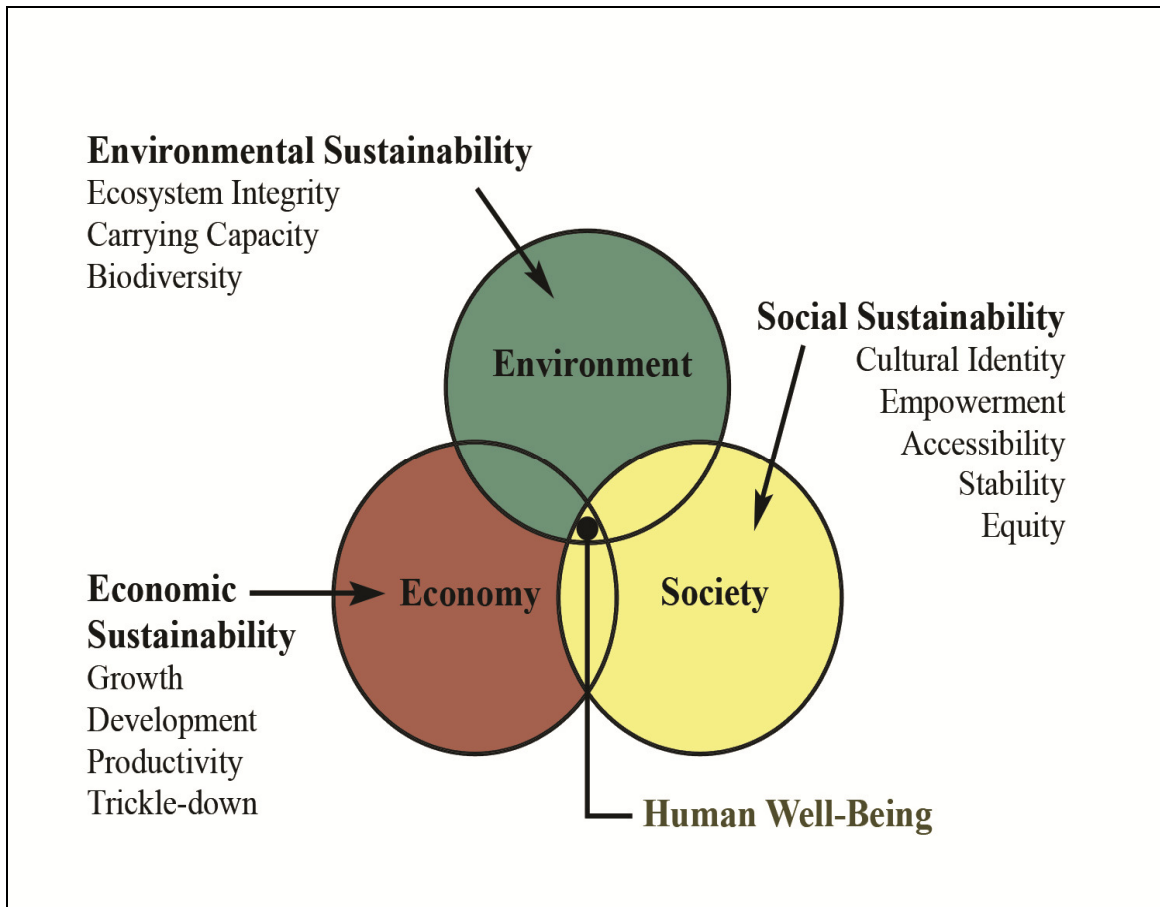 Environmental Sustainability
Ecosystem Integrity
Carrying Capacity
Biodiversity
Social Sustainability
Cultural Identity
Empowerment
Accessibility
Stability
Equity
Environment
Economic
Sustainability
Growth
Development
Productivity
Trickle-down
Economy
Society
Human Well-Being